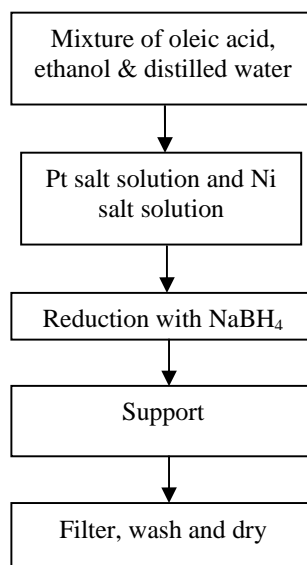 Mixture of oleic acid,
ethanol & distilled water
Pt salt solution and Ni
salt solution
Reduction with NaBH₄
Support
Filter, wash and dry